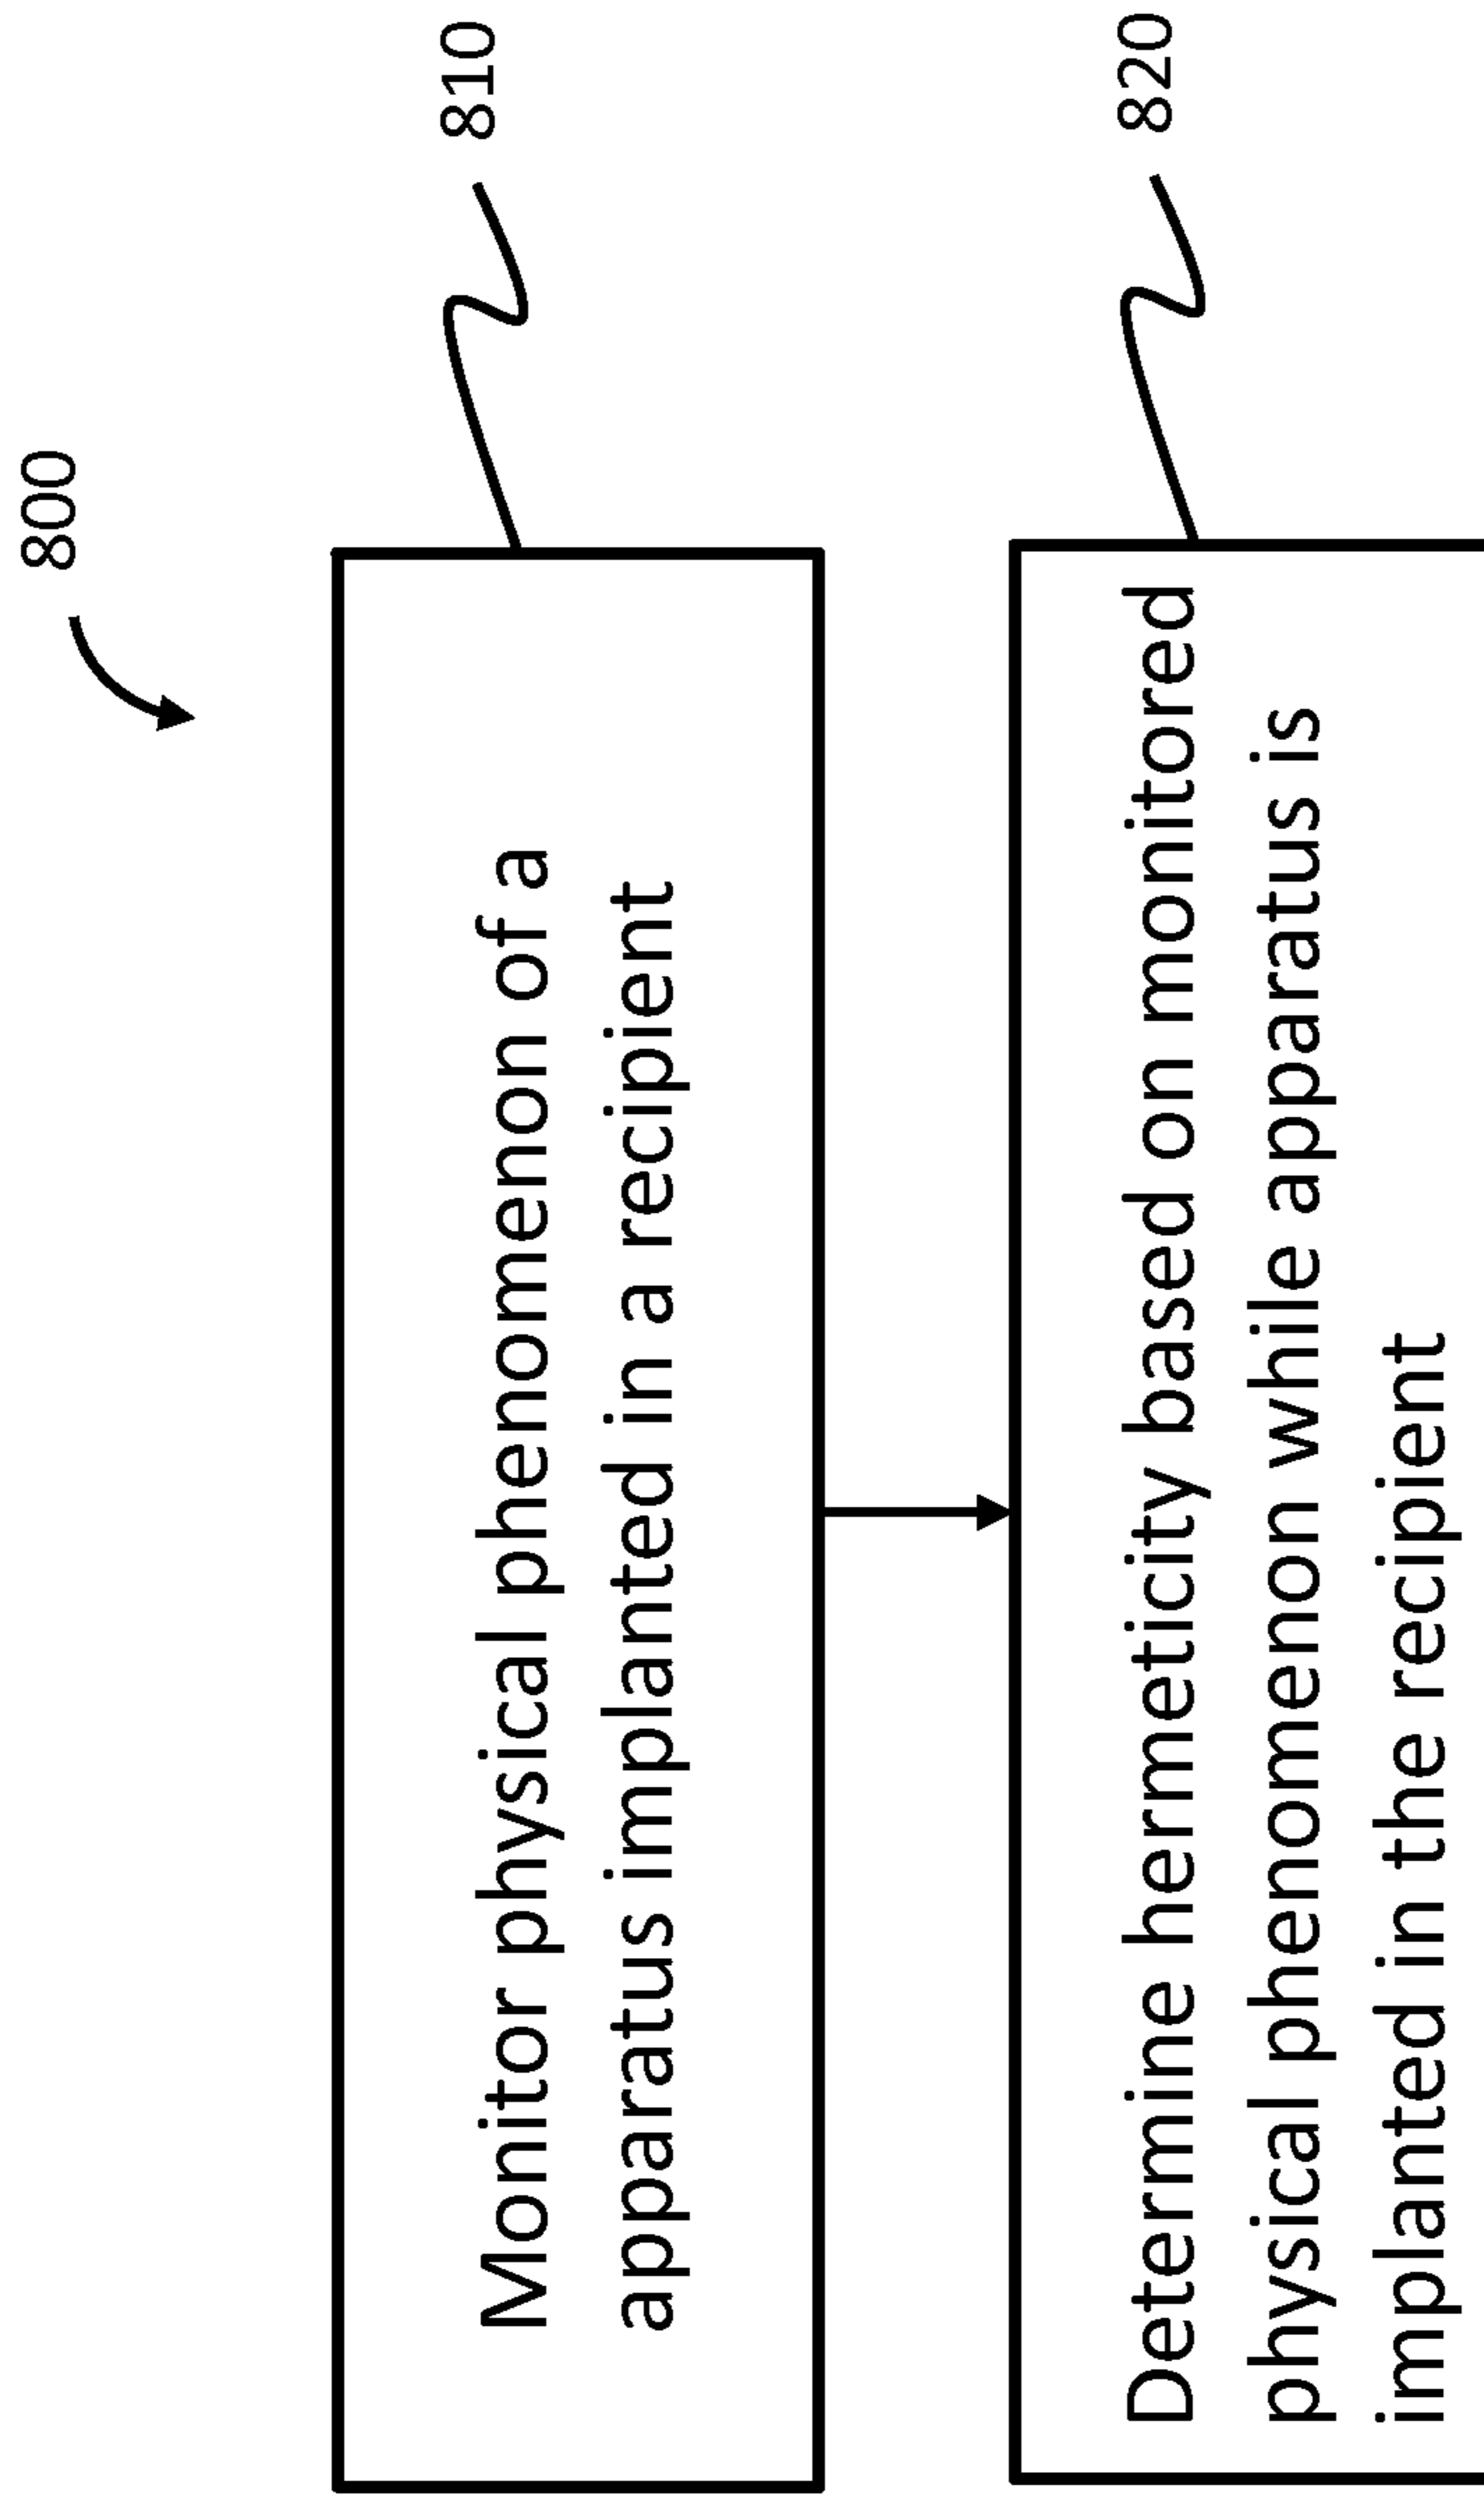 800
Monitor physical phenomenon of a
apparatus implanted in a recipient
810
Determine hermeticity based on monitored
physical phenomenon while apparatus is
implanted in the recipient
820